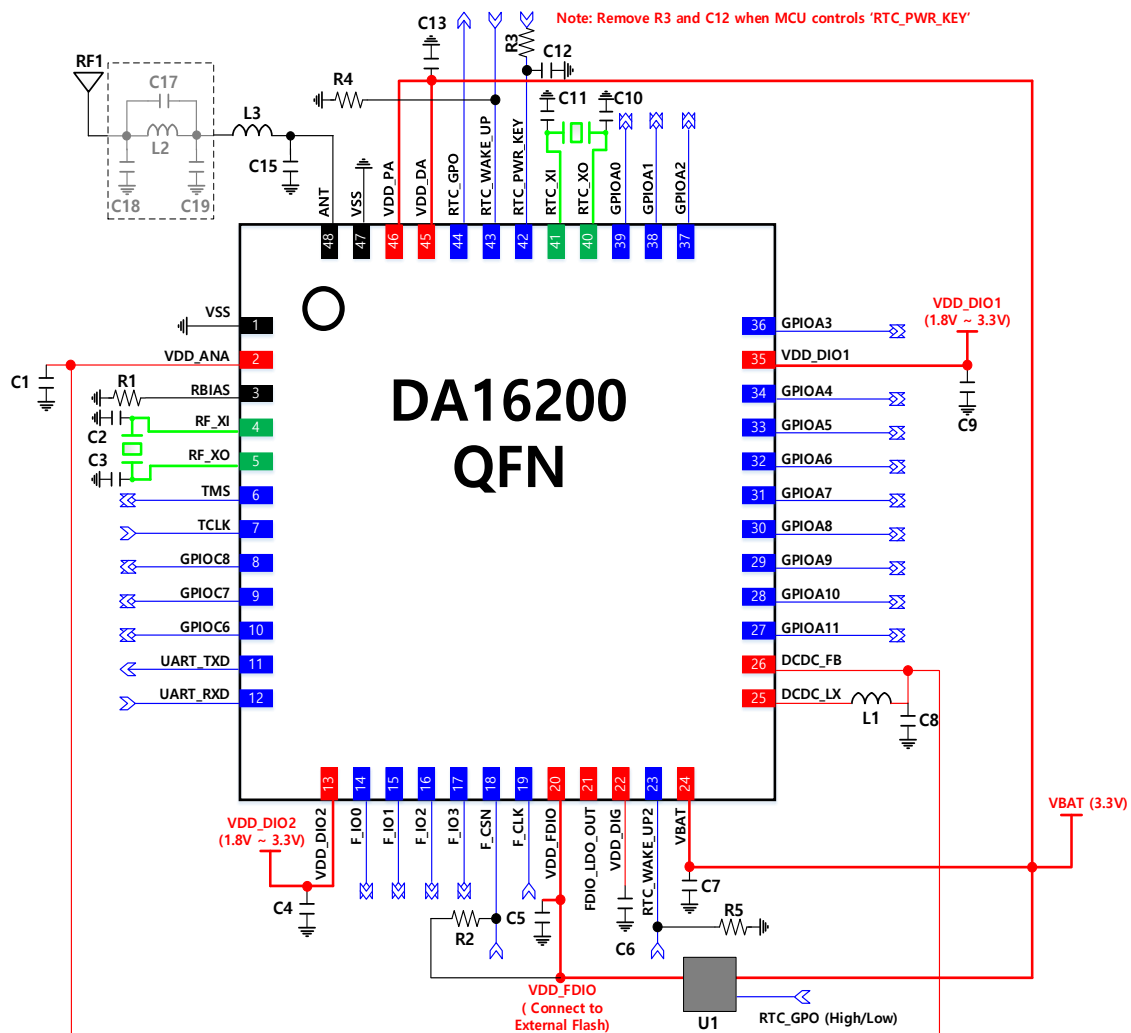 Note: Remove R3 and C12 when MCU controls ‘RTC_PWR_KEY’
C13
R3
C12
RF1
C17
R4
C11
C10
L3
L2
C15
C18
C19
ANT
VSS
VDD_PA
VDD_DA
RTC_GPO
RTC_WAKE_UP
RTC_PWR_KEY
RTC_XI
RTC_XO
GPIOA0
GPIOA1
GPIOA2
48
47
46
45
44
43
42
41
40
39
38
37
DA16200
QFN
VSS
1
VDD_ANA
2
C1
R1
RBIAS
3
C2
RF_XI
4
C3
RF_XO
5
TMS
6
TCLK
7
GPIOC8
8
GPIOC7
9
GPIOC6
10
UART_TXD
11
UART_RXD
12
VDD_DIO1
(1.8V ~ 3.3V)
36
GPIOA3
35
VDD_DIO1
C9
34
GPIOA4
33
GPIOA5
32
GPIOA6
31
GPIOA7
30
GPIOA8
29
GPIOA9
28
GPIOA10
27
GPIOA11
26
DCDC_FB
25
DCDC_LX
L1
C8
13
14
15
16
17
18
19
20
21
22
23
24
VDD_DIO2
F_IO0
F_IO1
F_IO2
F_IO3
F_CSN
F_CLK
VDD_FDIO
FDIO_LDO_OUT
VDD_DIG
RTC_WAKE_UP2
VBAT
VBAT (3.3V)
VDD_DIO2
(1.8V ~ 3.3V)
C4
R2
C5
C6
C7
R5
VDD_FDIO
( Connect to
External Flash)
U1
RTC_GPO (High/Low)